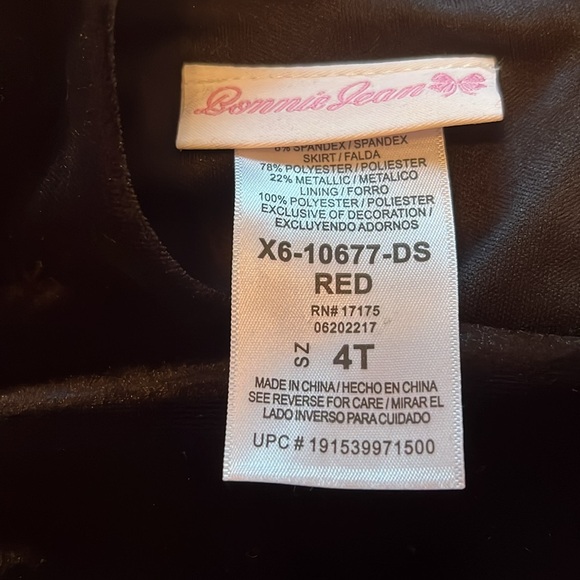 Bonnie Jean
8% SPANDEX / SPANDEX
SKIRT / FALDA
78% POLYESTER / POLIESTER
22% METALLIC / METALICO
LINING / FORRO
100% POLYESTER / POLIESTER
EXCLUSIVE OF DECORATION /
EXCLUYENDO ADORNOS
X6-10677-DS
RED
RN# 17175
06202217
SZ 4T
MADE IN CHINA / HECHO EN CHINA
SEE REVERSE FOR CARE / MIRAR EL
LADO INVERSO PARA CUIDADO
UPC # 191539971500